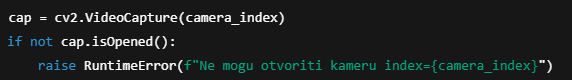 cap = cv2.VideoCapture(camera_index)
if not cap.isOpened():
    raise RuntimeError(f"Ne mogu otvoriti kameru index={camera_index}")